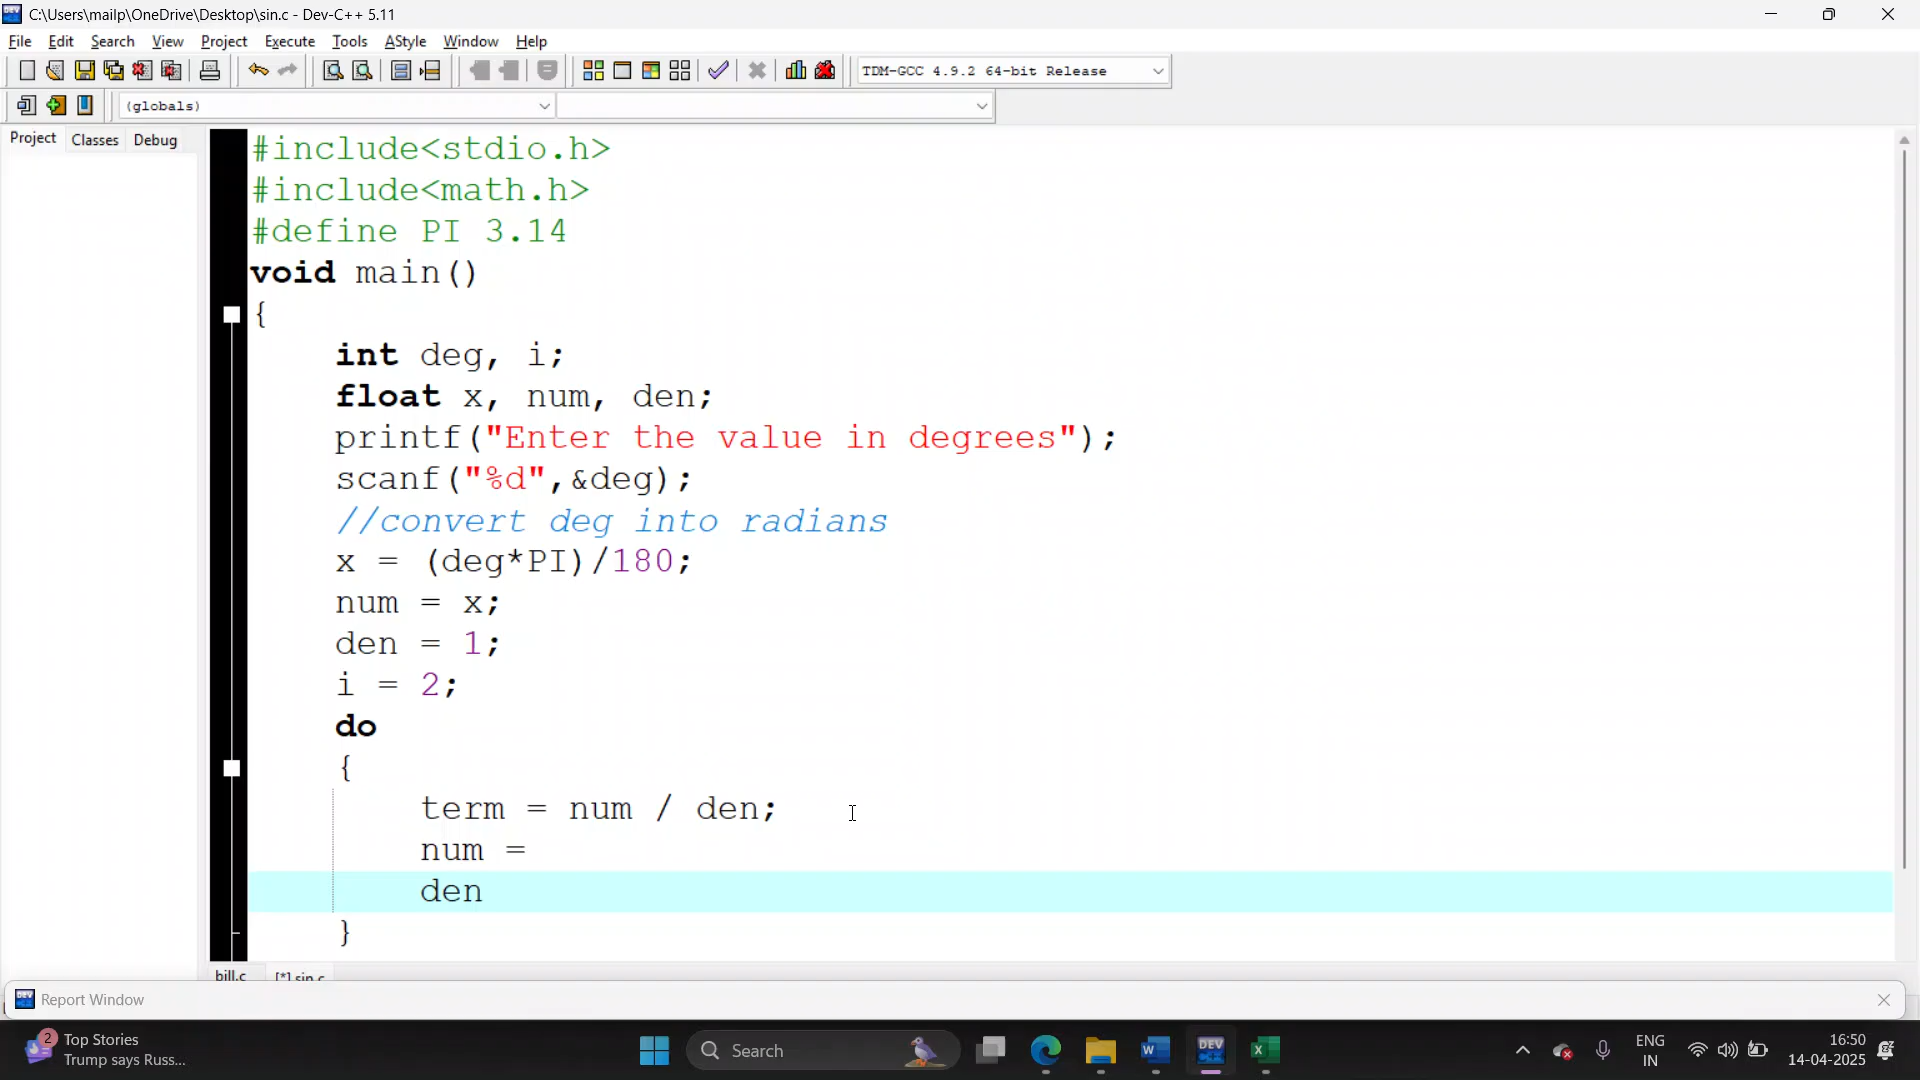 C:\Users\mailp\OneDrive\Desktop\sin.c - Dev-C++ 5.11
File Edit Search View Project Execute Tools AStyle Window Help
TDM-GCC 4.9.2 64-bit Release
(globals)
Project Classes Debug
#include<stdio.h>
#include<math.h>
#define PI 3.14
void main()
{
int deg, i;
float x, num, den;
printf("Enter the value in degrees");
scanf("%d",&deg);
//convert deg into radians
x = (deg*PI)/180;
num = x;
den = 1;
i = 2;
do
{
term = num / den;
num =
den
}
bill.c [*] sin.c
Report Window
2 Top Stories
Trump says Russ...
Search
DEV
ENG
IN
16:50
14-04-2025